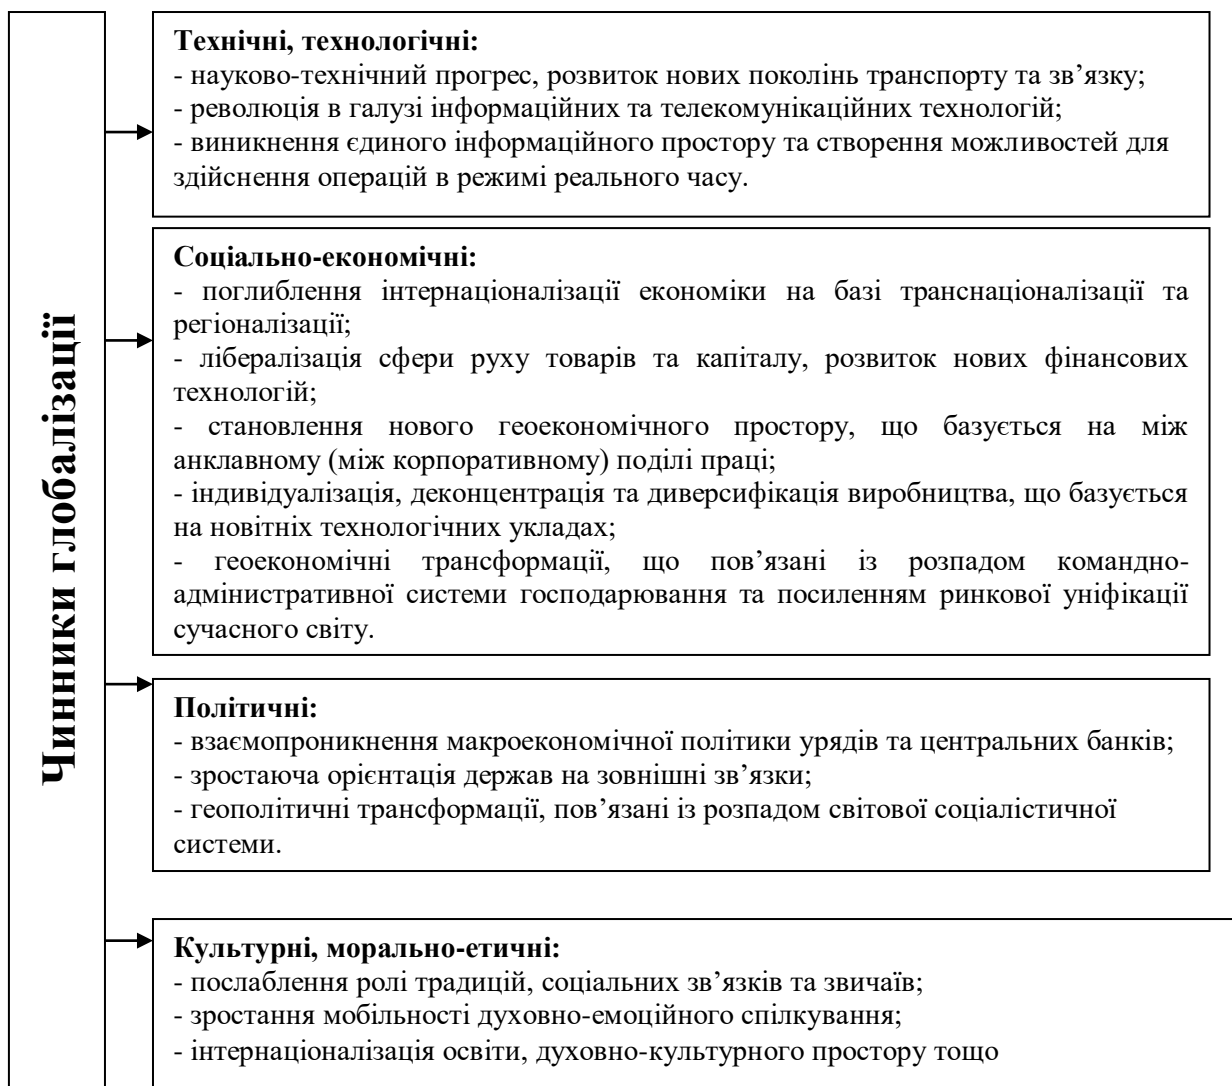 Чинники глобалізації
Технічні, технологічні:
- науково-технічний прогрес, розвиток нових поколінь транспорту та зв’язку;
- революція в галузі інформаційних та телекомунікаційних технологій;
- виникнення єдиного інформаційного простору та створення можливостей для
здійснення операцій в режимі реального часу.
Соціально-економічні:
- поглиблення інтернаціоналізації економіки на базі транснаціоналізації та
регіоналізації;
- лібералізація сфери руху товарів та капіталу, розвиток нових фінансових
технологій;
- становлення нового геоекономічного простору, що базується на між
анклавному (між корпоративному) поділі праці;
- індивідуалізація, деконцентрація та диверсифікація виробництва, що базується
на новітніх технологічних укладах;
- геоекономічні трансформації, що пов’язані із розпадом командно-
адміністративної системи господарювання та посиленням ринкової уніфікації
сучасного світу.
Політичні:
- взаємопроникнення макроекономічної політики урядів та центральних банків;
- зростаюча орієнтація держав на зовнішні зв’язки;
- геополітичні трансформації, пов’язані із розпадом світової соціалістичної
системи.
Культурні, морально-етичні:
- послаблення ролі традицій, соціальних зв’язків та звичаїв;
- зростання мобільності духовно-емоційного спілкування;
- інтернаціоналізація освіти, духовно-культурного простору тощо